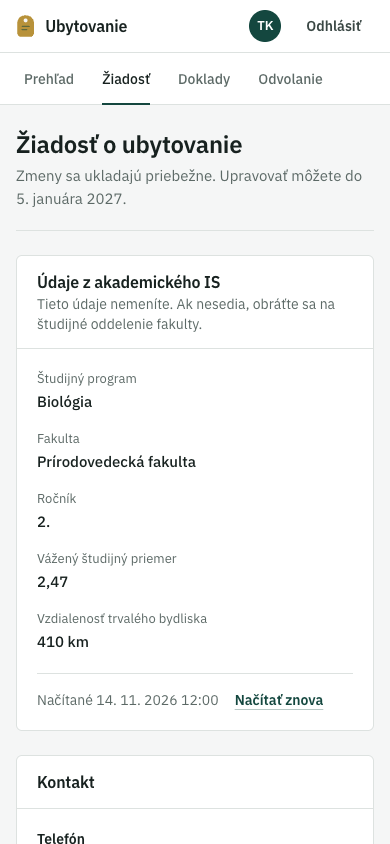 Ubytovanie
TK
Odhlásiť
Prehľad
Žiadosť
Doklady
Odvolanie
Žiadosť o ubytovanie
Zmeny sa ukladajú priebežne. Upravovať môžete do
5. januára 2027.
Údaje z akademického IS
Tieto údaje nemeníte. Ak nesedia, obráťte sa na
študijné oddelenie fakulty.
Študijný program
Biológia
Fakulta
Prírodovedecká fakulta
Ročník
2.
Vážený študijný priemer
2,47
Vzdialenosť trvalého bydliska
410 km
Načítané 14. 11. 2026 12:00
Načítať znova
Kontakt
Telefón